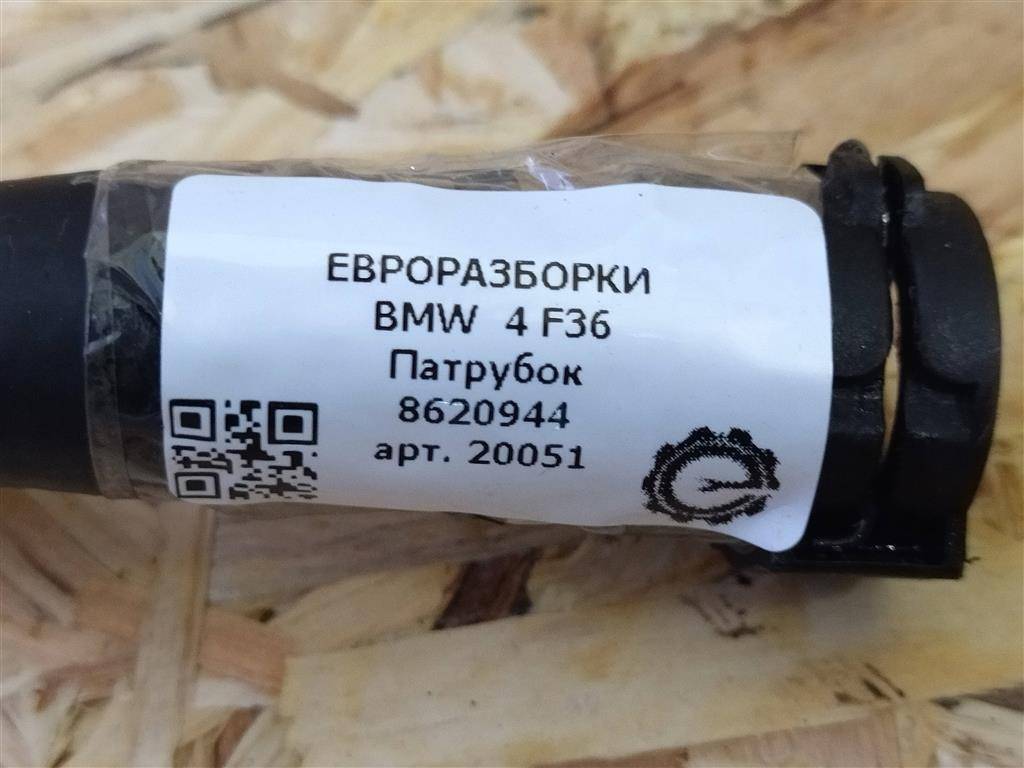 ЕВРОРАЗБОРКИ
BMW 4 F36
Патрубок
8620944
арт. 20051